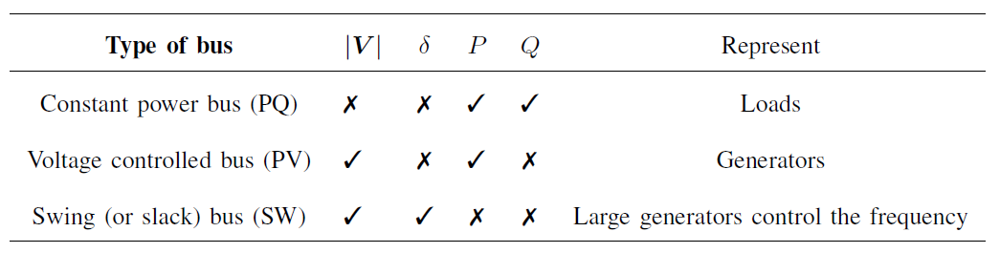 Type of bus |V| δ P Q Represent
Constant power bus (PQ) ✗ ✗ ✓ ✓ Loads
Voltage controlled bus (PV) ✓ ✗ ✓ ✗ Generators
Swing (or slack) bus (SW) ✓ ✓ ✗ ✗ Large generators control the frequency